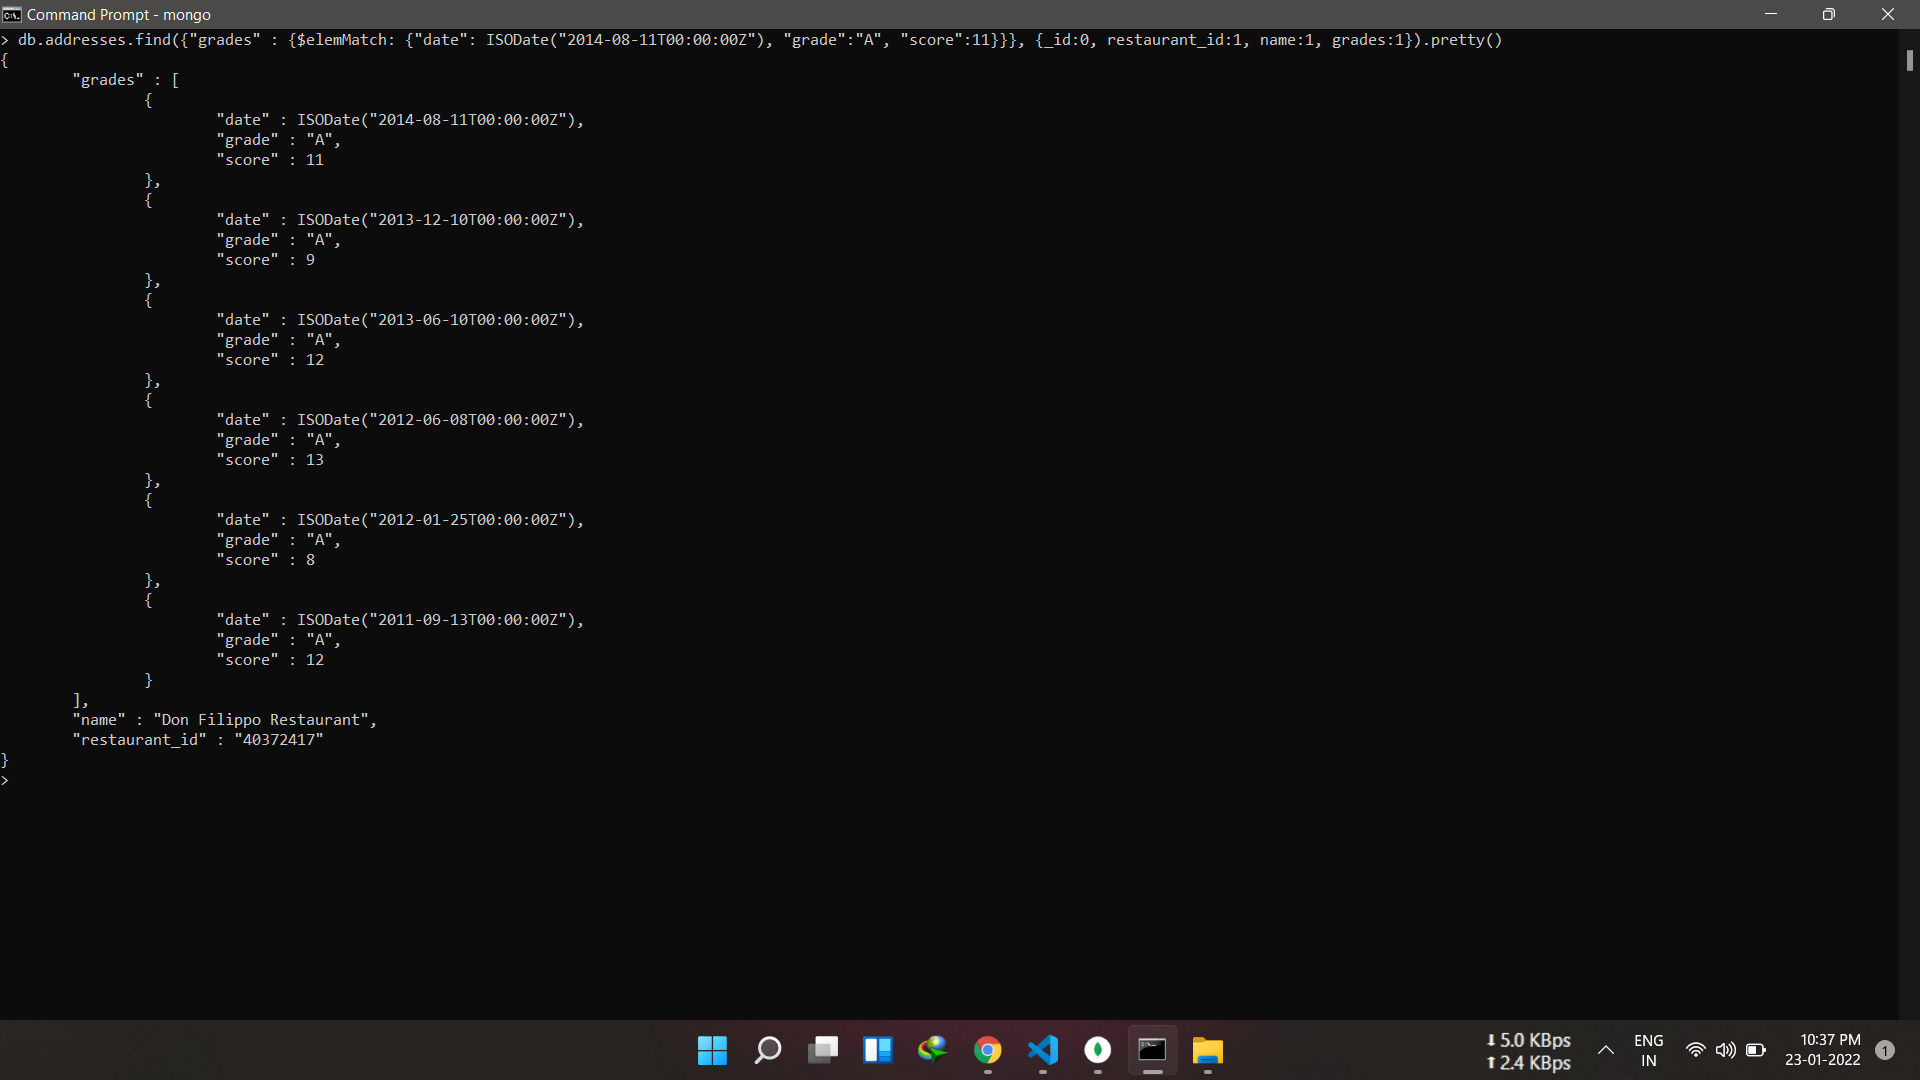 Command Prompt - mongo
> db.addresses.find({"grades" : {$elemMatch: {"date": ISODate("2014-08-11T00:00:00Z"), "grade":"A", "score":11}}}, {_id:0, restaurant_id:1, name:1, grades:1}).pretty()
{
        "grades" : [
                {
                        "date" : ISODate("2014-08-11T00:00:00Z"),
                        "grade" : "A",
                        "score" : 11
                },
                {
                        "date" : ISODate("2013-12-10T00:00:00Z"),
                        "grade" : "A",
                        "score" : 9
                },
                {
                        "date" : ISODate("2013-06-10T00:00:00Z"),
                        "grade" : "A",
                        "score" : 12
                },
                {
                        "date" : ISODate("2012-06-08T00:00:00Z"),
                        "grade" : "A",
                        "score" : 13
                },
                {
                        "date" : ISODate("2012-01-25T00:00:00Z"),
                        "grade" : "A",
                        "score" : 8
                },
                {
                        "date" : ISODate("2011-09-13T00:00:00Z"),
                        "grade" : "A",
                        "score" : 12
                }
        ],
        "name" : "Don Filippo Restaurant",
        "restaurant_id" : "40372417"
}
>
5.0 KBps
2.4 KBps
ENG
IN
10:37 PM
23-01-2022
1